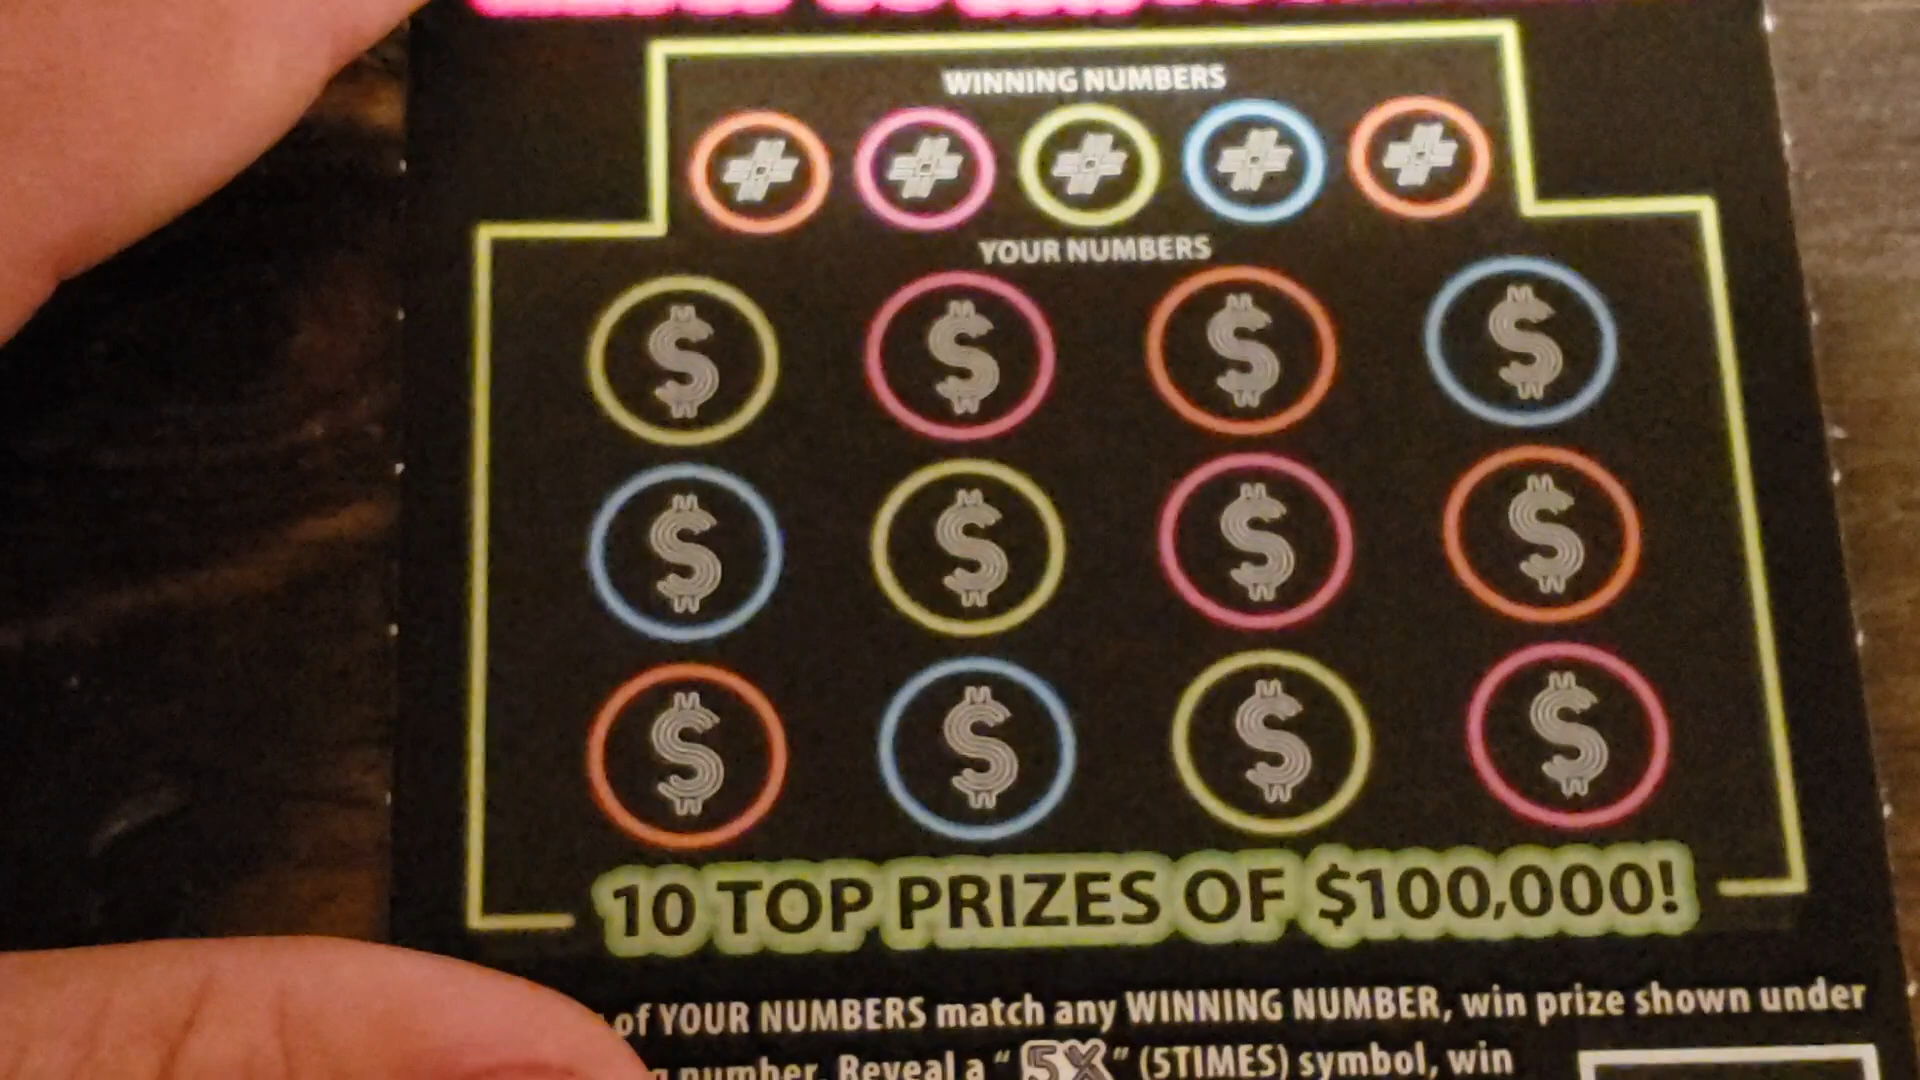 WINNING NUMBERS
# # # # #
YOUR NUMBERS
$ $ $ $
$ $ $ $
$ $ $ $
10 TOP PRIZES OF $100,000!
of YOUR NUMBERS match any WINNING NUMBER, win prize shown under
number. Reveal a "5X" (5TIMES) symbol, win